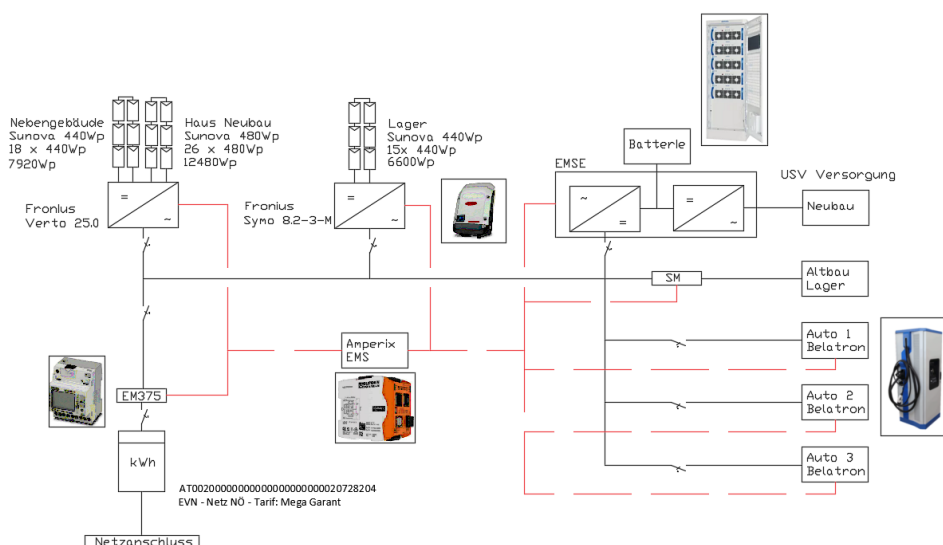 Nebengebäude
Sunova 440Wp
18 x 440Wp
7920Wp
Haus Neubau
Sunova 480Wp
26 x 480Wp
12480Wp
Lager
Sunova 440Wp
15x 440Wp
6600Wp
Batterie
EMSE
USV Versorgung
Neubau
Fronius
Verto 25.0
Fronius
Symo 8.2-3-M
= ~
= ~
~ =
= ~
SM
Altbau
Lager
Amperix
EMS
Auto 1
Belatron
Auto 2
Belatron
Auto 3
Belatron
EM375
kWh
AT0020000000000000000000020728204
EVN - Netz NÖ - Tarif: Mega Garant
Netzanschluss